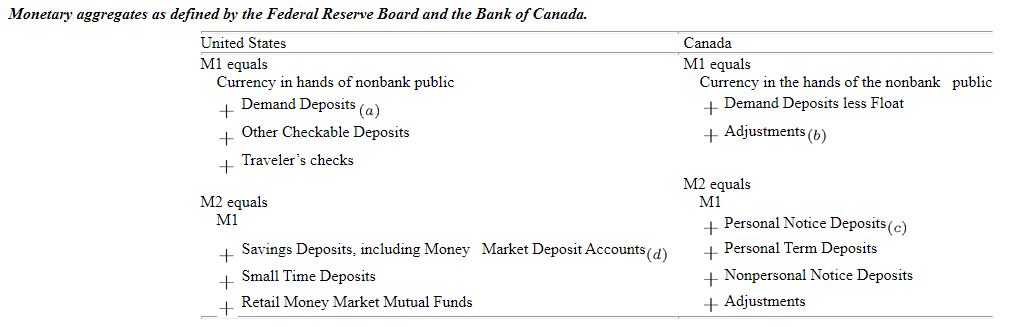 Monetary aggregates as defined by the Federal Reserve Board and the Bank of Canada.
United States
M1 equals
Currency in hands of nonbank public
+ Demand Deposits (a)
+ Other Checkable Deposits
+ Traveler's checks
M2 equals
M1
+ Savings Deposits, including Money Market Deposit Accounts (d)
+ Small Time Deposits
+ Retail Money Market Mutual Funds
Canada
M1 equals
Currency in the hands of the nonbank public
+ Demand Deposits less Float
+ Adjustments (b)
M2 equals
M1
+ Personal Notice Deposits (c)
+ Personal Term Deposits
+ Nonpersonal Notice Deposits
+ Adjustments